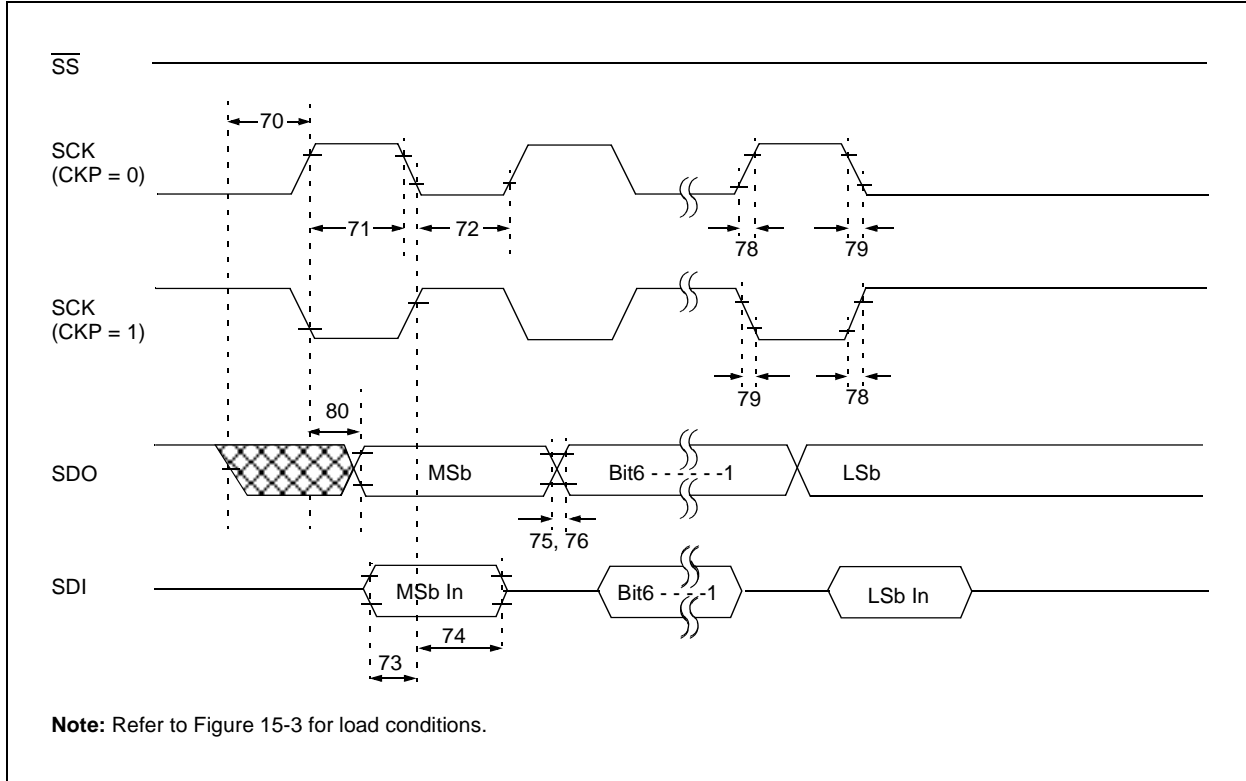 SS
70
SCK
(CKP = 0)
71
72
78
79
SCK
(CKP = 1)
79
78
80
SDO
MSb
Bit6 - - - - - -1
LSb
75, 76
SDI
MSb In
Bit6 - - - -1
LSb In
74
73
Note: Refer to Figure 15-3 for load conditions.